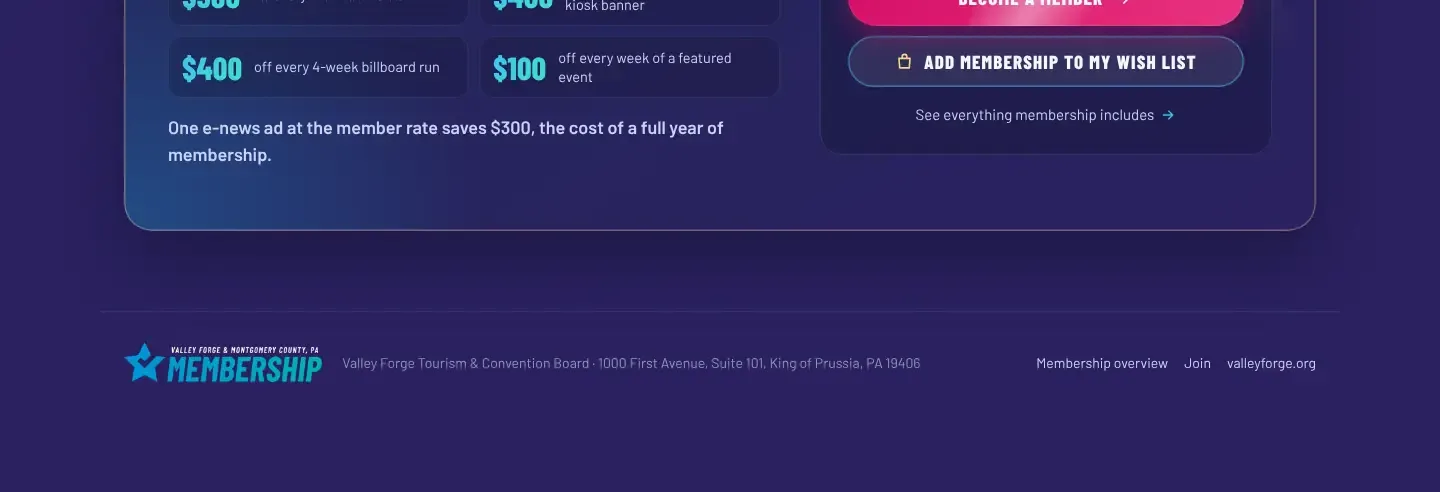 kiosk banner
BECOME A MEMBER →
$400 off every 4-week billboard run
$100 off every week of a featured
event
ADD MEMBERSHIP TO MY WISH LIST
See everything membership includes →
One e-news ad at the member rate saves $300, the cost of a full year of
membership.
VALLEY FORGE & MONTGOMERY COUNTY, PA
MEMBERSHIP
Valley Forge Tourism & Convention Board · 1000 First Avenue, Suite 101, King of Prussia, PA 19406
Membership overview Join valleyforge.org